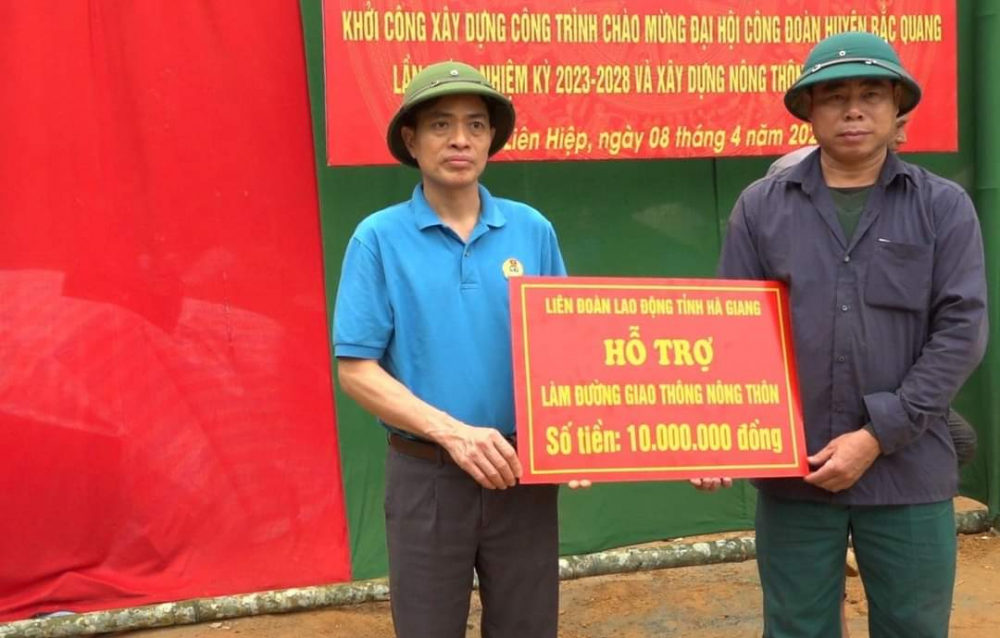 KHỞI CÔNG XÂY DỰNG CÔNG TRÌNH CHÀO MỪNG ĐẠI HỘI CÔNG ĐOÀN HUYỆN BẮC QUANG
LẦN NHIỆM KỲ 2023-2028 VÀ XÂY DỰNG NÔNG THÔN
Liên Hiệp, ngày 08 tháng 4 năm
LIÊN ĐOÀN LAO ĐỘNG TỈNH HÀ GIANG
HỖ TRỢ
LÀM ĐƯỜNG GIAO THÔNG NÔNG THÔN
Số tiền: 10.000.000 đồng